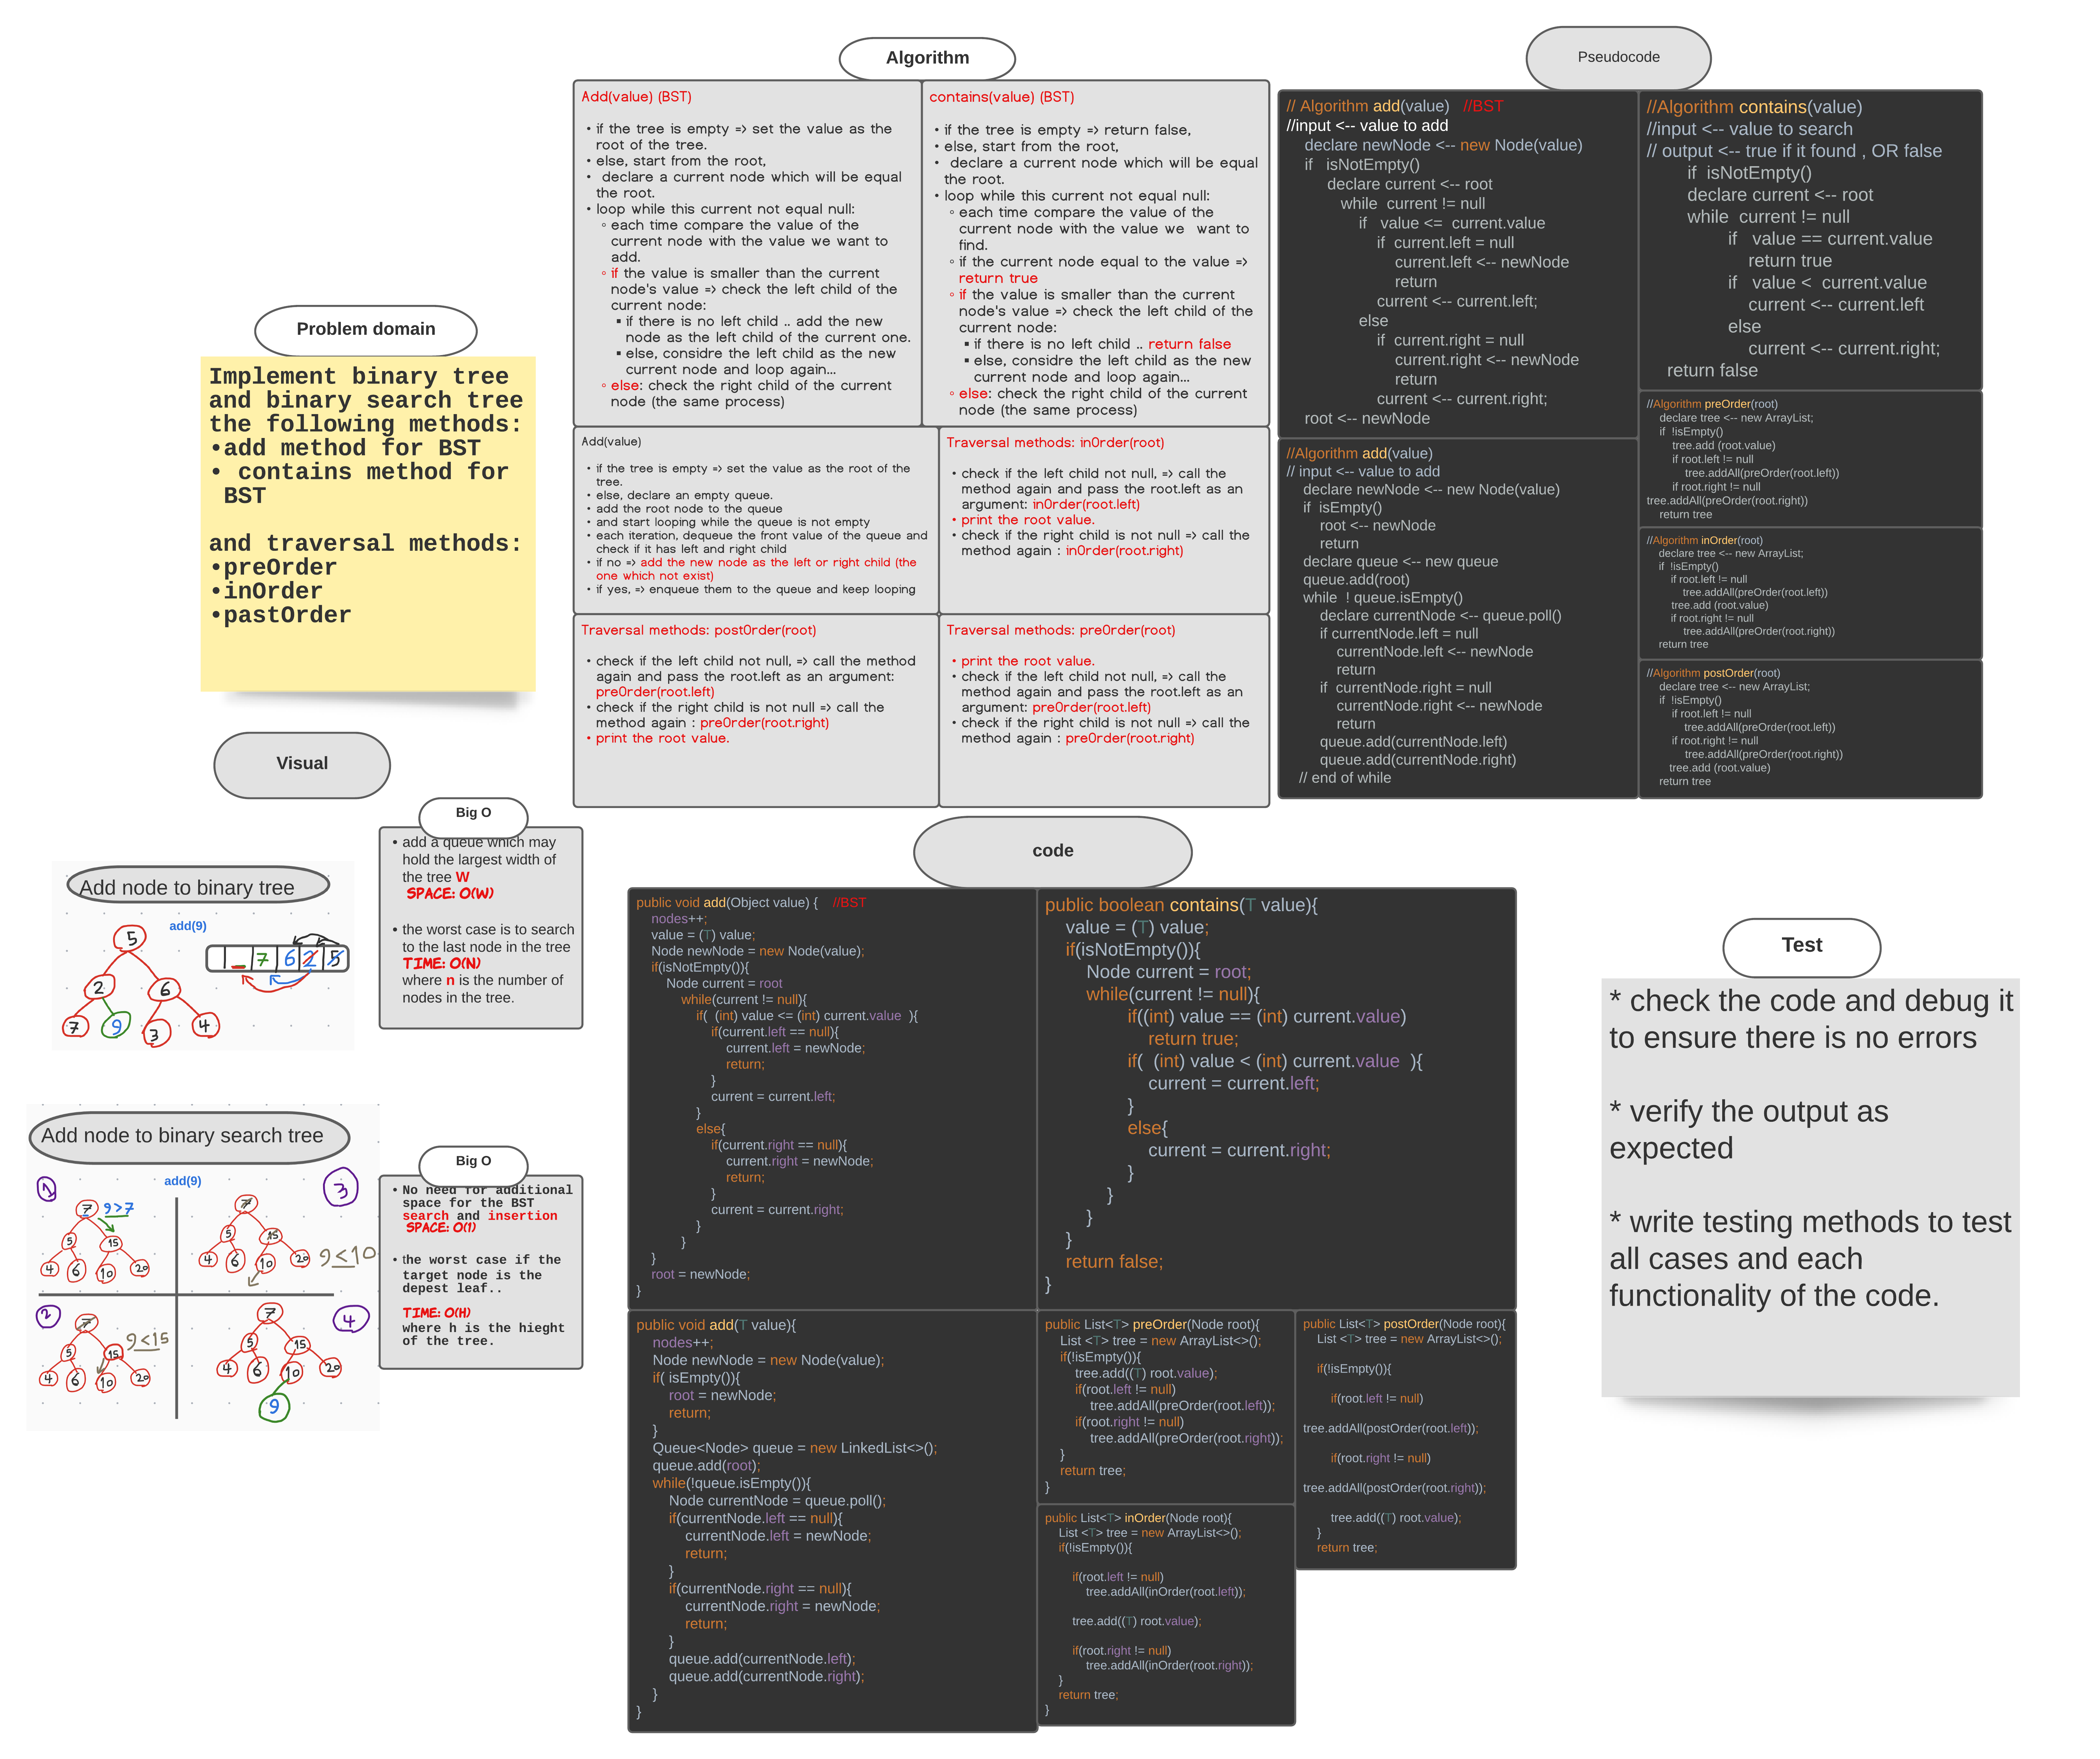 Problem domain
Implement binary tree
and binary search tree
the following methods:
•add method for BST
• contains method for
BST
and traversal methods:
•preOrder
•inOrder
•pastOrder
Algorithm
Add(value) (BST)
• if the tree is empty => set the value as the
root of the tree.
• else, start from the root,
• declare a current node which will be equal
the root.
• loop while this current not equal null:
◦ each time compare the value of the
current node with the value we want to
add.
◦ if the value is smaller than the current
node's value => check the left child of the
current node:
▪ if there is no left child .. add the new
node as the left child of the current one.
▪ else, considre the left child as the new
current node and loop again...
◦ else: check the right child of the current
node (the same process)
contains(value) (BST)
• if the tree is empty => return false,
• else, start from the root,
• declare a current node which will be equal
the root.
• loop while this current not equal null:
◦ each time compare the value of the
current node with the value we want to
find.
◦ if the current node equal to the value =>
return true
◦ if the value is smaller than the current
node's value => check the left child of the
current node:
▪ if there is no left child .. return false
▪ else, considre the left child as the new
current node and loop again...
◦ else: check the right child of the current
node (the same process)
Add(value)
• if the tree is empty => set the value as the root of the
tree.
• else, declare an empty queue.
• add the root node to the queue
• and start looping while the queue is not empty
• each iteration, dequeue the front value of the queue and
check if it has left and right child
• if no => add the new node as the left or right child (the
one which not exist)
• if yes, => enqueue them to the queue and keep looping
Traversal methods: inOrder(root)
• check if the left child not null, => call the
method again and pass the root.left as an
argument: inOrder(root.left)
• print the root value.
• check if the right child is not null => call the
method again : inOrder(root.right)
Traversal methods: postOrder(root)
• check if the left child not null, => call the method
again and pass the root.left as an argument:
preOrder(root.left)
• check if the right child is not null => call the
method again : preOrder(root.right)
• print the root value.
Traversal methods: preOrder(root)
• print the root value.
• check if the left child not null, => call the
method again and pass the root.left as an
argument: preOrder(root.left)
• check if the right child is not null => call the
method again : preOrder(root.right)
Pseudocode
// Algorithm add(value) //BST
//input <-- value to add
declare newNode <-- new Node(value)
if isNotEmpty()
declare current <-- root
while current != null
if value <= current.value
if current.left = null
current.left <-- newNode
return
current <-- current.left;
else
if current.right = null
current.right <-- newNode
return
current <-- current.right;
root <-- newNode
//Algorithm contains(value)
//input <-- value to search
// output <-- true if it found , OR false
if isNotEmpty()
declare current <-- root
while current != null
if value == current.value
return true
if value < current.value
current <-- current.left
else
current <-- current.right;
return false
//Algorithm add(value)
// input <-- value to add
declare newNode <-- new Node(value)
if isEmpty()
root <-- newNode
return
declare queue <-- new queue
queue.add(root)
while ! queue.isEmpty()
declare currentNode <-- queue.poll()
if currentNode.left = null
currentNode.left <-- newNode
return
if currentNode.right = null
currentNode.right <-- newNode
return
queue.add(currentNode.left)
queue.add(currentNode.right)
// end of while
//Algorithm preOrder(root)
declare tree <-- new ArrayList;
if !isEmpty()
tree.add (root.value)
if root.left != null
tree.addAll(preOrder(root.left))
if root.right != null
tree.addAll(preOrder(root.right))
return tree
//Algorithm inOrder(root)
declare tree <-- new ArrayList;
if !isEmpty()
if root.left != null
tree.addAll(preOrder(root.left))
tree.add (root.value)
if root.right != null
tree.addAll(preOrder(root.right))
return tree
//Algorithm postOrder(root)
declare tree <-- new ArrayList;
if !isEmpty()
if root.left != null
tree.addAll(preOrder(root.left))
if root.right != null
tree.addAll(preOrder(root.right))
tree.add (root.value)
return tree
Visual
Add node to binary tree
add(9)
5
_ 7 6 2 5
2 6
7 9 3 4
Big O
• add a queue which may
hold the largest width of
the tree W
SPACE: O(W)
• the worst case is to search
to the last node in the tree
TIME: O(N)
where n is the number of
nodes in the tree.
Add node to binary search tree
add(9)
1
7 9>7
5 15
4 6 10 20
3
7
5 15
4 6 10 20 9<10
2
7
9<15
5 15
4 6 10 20
4
7
5 15
4 6 10 20
9
Big O
• No need for additional
space for the BST
search and insertion
SPACE: O(1)
• the worst case if the
target node is the
depest leaf..
TIME: O(H)
where h is the hieght
of the tree.
code
public void add(Object value) { //BST
nodes++;
value = (T) value;
Node newNode = new Node(value);
if(isNotEmpty()){
Node current = root
while(current != null){
if( (int) value <= (int) current.value ){
if(current.left == null){
current.left = newNode;
return;
}
current = current.left;
}
else{
if(current.right == null){
current.right = newNode;
return;
}
current = current.right;
}
}
}
root = newNode;
}
public boolean contains(T value){
value = (T) value;
if(isNotEmpty()){
Node current = root;
while(current != null){
if((int) value == (int) current.value)
return true;
if( (int) value < (int) current.value ){
current = current.left;
}
else{
current = current.right;
}
}
}
}
return false;
}
public void add(T value){
nodes++;
Node newNode = new Node(value);
if( isEmpty()){
root = newNode;
return;
}
Queue<Node> queue = new LinkedList<>();
queue.add(root);
while(!queue.isEmpty()){
Node currentNode = queue.poll();
if(currentNode.left == null){
currentNode.left = newNode;
return;
}
if(currentNode.right == null){
currentNode.right = newNode;
return;
}
queue.add(currentNode.left);
queue.add(currentNode.right);
}
}
public List<T> preOrder(Node root){
List <T> tree = new ArrayList<>();
if(!isEmpty()){
tree.add((T) root.value);
if(root.left != null)
tree.addAll(preOrder(root.left));
if(root.right != null)
tree.addAll(preOrder(root.right));
}
return tree;
}
public List<T> postOrder(Node root){
List <T> tree = new ArrayList<>();
if(!isEmpty()){
if(root.left != null)
tree.addAll(postOrder(root.left));
if(root.right != null)
tree.addAll(postOrder(root.right));
tree.add((T) root.value);
}
return tree;
public List<T> inOrder(Node root){
List <T> tree = new ArrayList<>();
if(!isEmpty()){
if(root.left != null)
tree.addAll(inOrder(root.left));
tree.add((T) root.value);
if(root.right != null)
tree.addAll(inOrder(root.right));
}
return tree;
}
Test
* check the code and debug it
to ensure there is no errors
* verify the output as
expected
* write testing methods to test
all cases and each
functionality of the code.